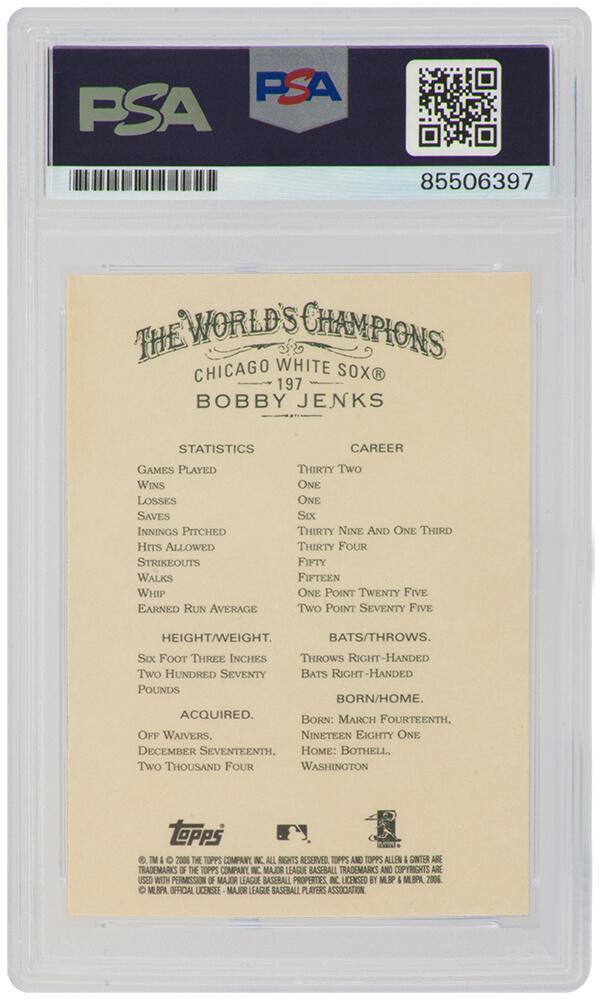 PSA
PSA
85506397
THE WORLD'S CHAMPIONS
CHICAGO WHITE SOX®
197
BOBBY JENKS
STATISTICS CAREER
GAMES PLAYED THIRTY TWO
WINS ONE
LOSSES ONE
SAVES SIX
INNINGS PITCHED THIRTY NINE AND ONE THIRD
HITS ALLOWED THIRTY FOUR
STRIKEOUTS FIFTY
WALKS FIFTEEN
WHIP ONE POINT TWENTY FIVE
EARNED RUN AVERAGE TWO POINT SEVENTY FIVE
HEIGHT/WEIGHT.
SIX FOOT THREE INCHES
TWO HUNDRED SEVENTY
POUNDS
BATS/THROWS.
THROWS RIGHT-HANDED
BATS RIGHT-HANDED
ACQUIRED.
OFF WAIVERS,
DECEMBER SEVENTEENTH,
TWO THOUSAND FOUR
BORN/HOME.
BORN: MARCH FOURTEENTH,
NINETEEN EIGHTY ONE
HOME: BOTHELL,
WASHINGTON
Topps
®, TM & © 2006 THE TOPPS COMPANY, INC. ALL RIGHTS RESERVED. TOPPS AND TOPPS ALLEN & GINTER ARE
TRADEMARKS OF THE TOPPS COMPANY, INC. MAJOR LEAGUE BASEBALL TRADEMARKS AND COPYRIGHTS ARE
USED WITH PERMISSION OF MAJOR LEAGUE BASEBALL PROPERTIES, INC. LICENSED BY MLBP & MLBPA, 2006.
© MLBPA. OFFICIAL LICENSEE - MAJOR LEAGUE BASEBALL PLAYERS ASSOCIATION.